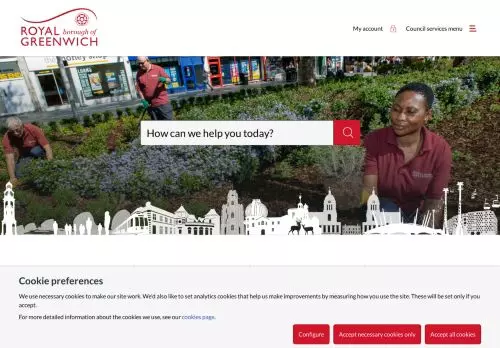 ROYAL borough of
GREENWICH
My account
Council services menu
How can we help you today?
Cookie preferences
We use necessary cookies to make our site work. We'd also like to set analytics cookies that help us make improvements by measuring how you use the site. These will be set only if you
accept.
For more detailed information about the cookies we use, see our cookies page.
Configure
Accept necessary cookies only
Accept all cookies